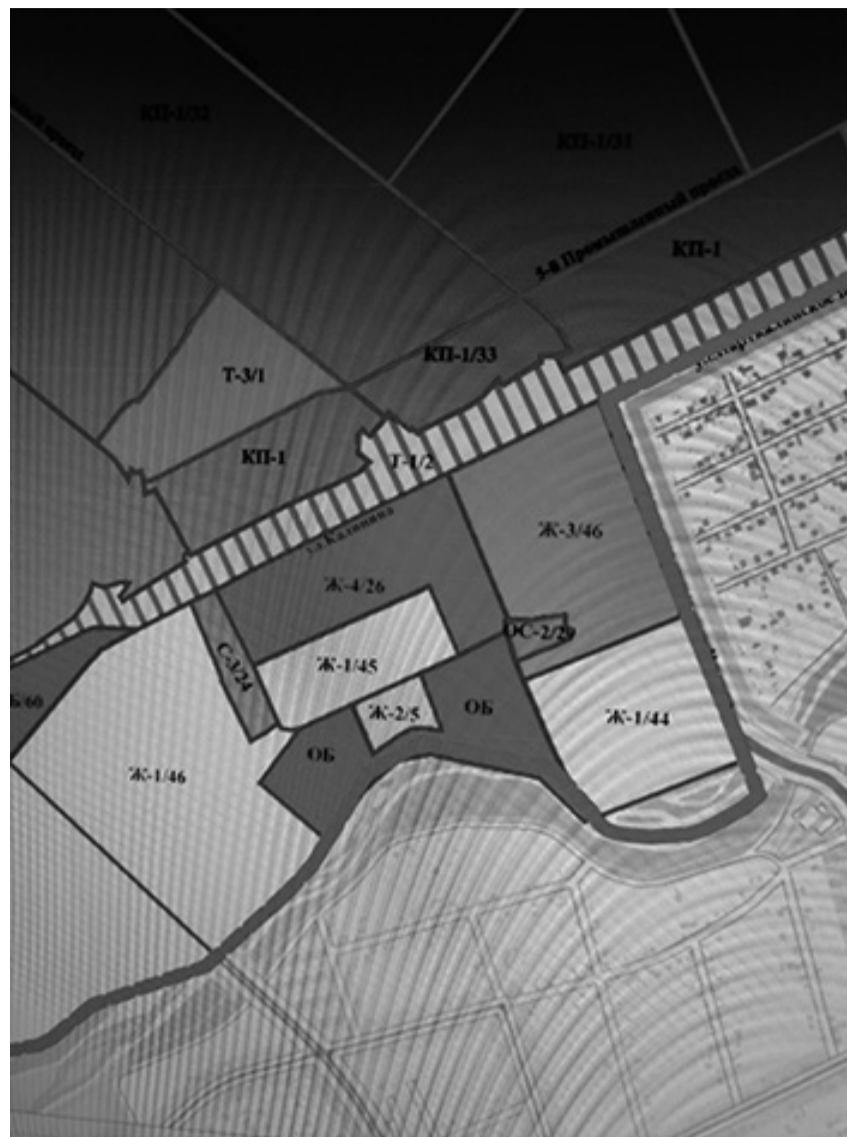 КП-1/32
КП-1/31
5-й Промышленный проезд
КП-1
КП-1/33
Т-3/1
КП-1
Т-1/2
ул.Калинина
Ж-3/46
Ж-4/26
ОС-2/29
С-3/24
Ж-1/45
Б/60
Ж-2/5
ОБ
Ж-1/44
ОБ
Ж-1/46